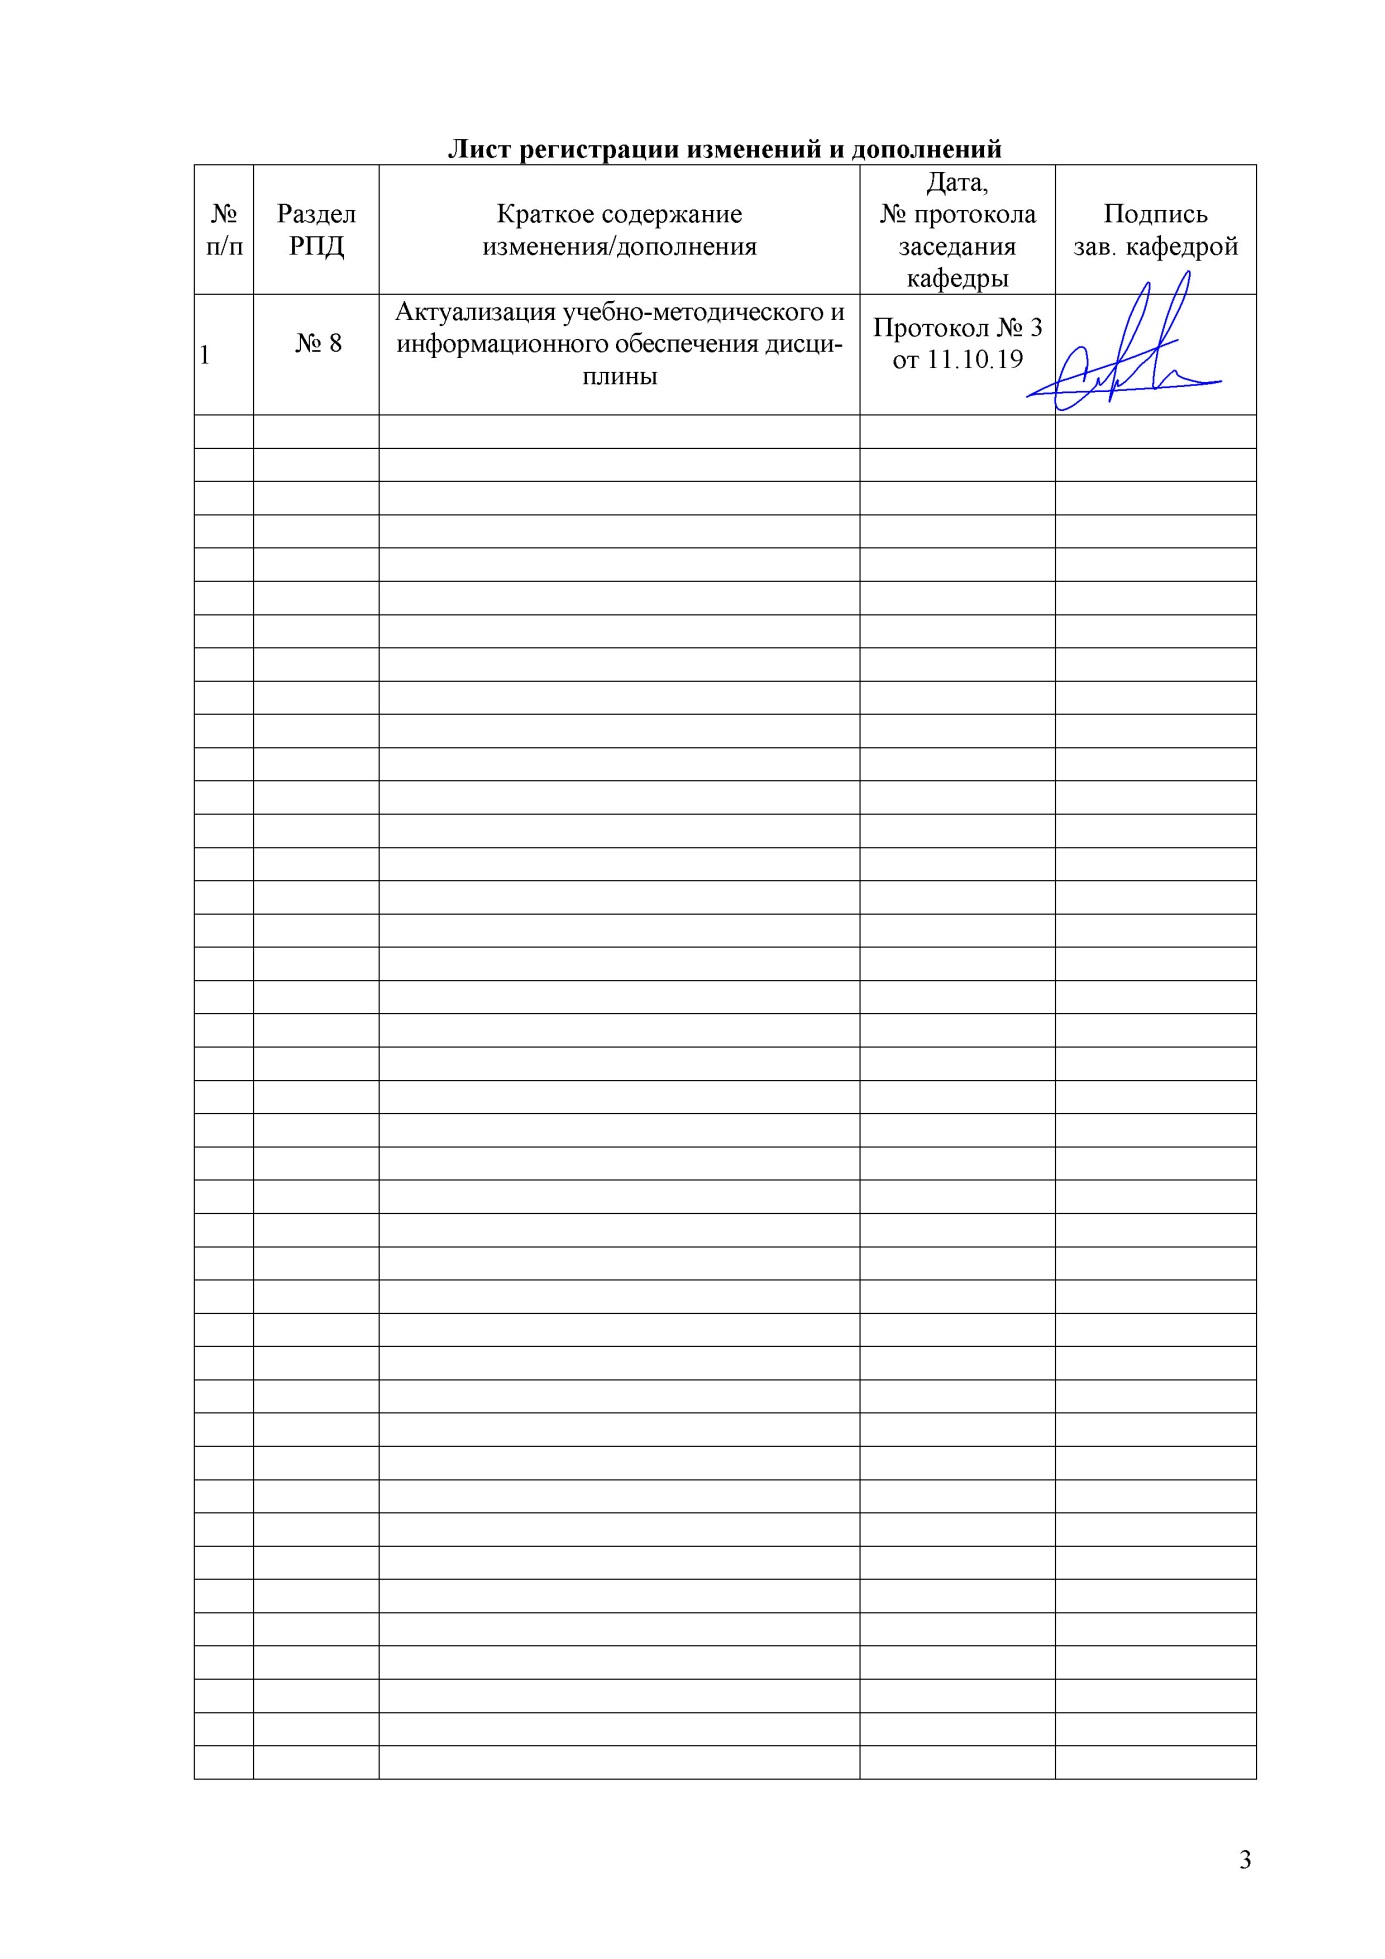 Лист регистрации изменений и дополнений
№
п/п
Раздел
РПД
Краткое содержание
изменения/дополнения
Дата,
№ протокола
заседания
кафедры
Подпись
зав. кафедрой
1
№ 8
Актуализация учебно-методического и
информационного обеспечения дисци-
плины
Протокол № 3
от 11.10.19
3